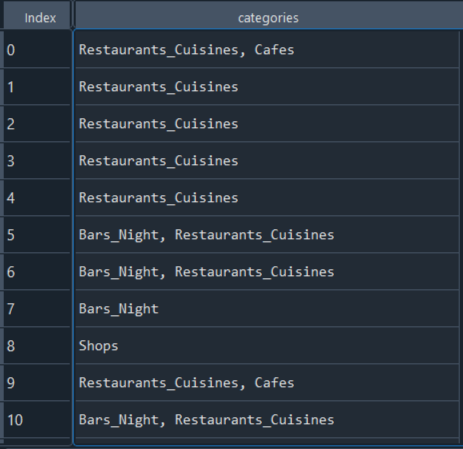 Index categories
0 Restaurants_Cuisines, Cafes
1 Restaurants_Cuisines
2 Restaurants_Cuisines
3 Restaurants_Cuisines
4 Restaurants_Cuisines
5 Bars_Night, Restaurants_Cuisines
6 Bars_Night, Restaurants_Cuisines
7 Bars_Night
8 Shops
9 Restaurants_Cuisines, Cafes
10 Bars_Night, Restaurants_Cuisines